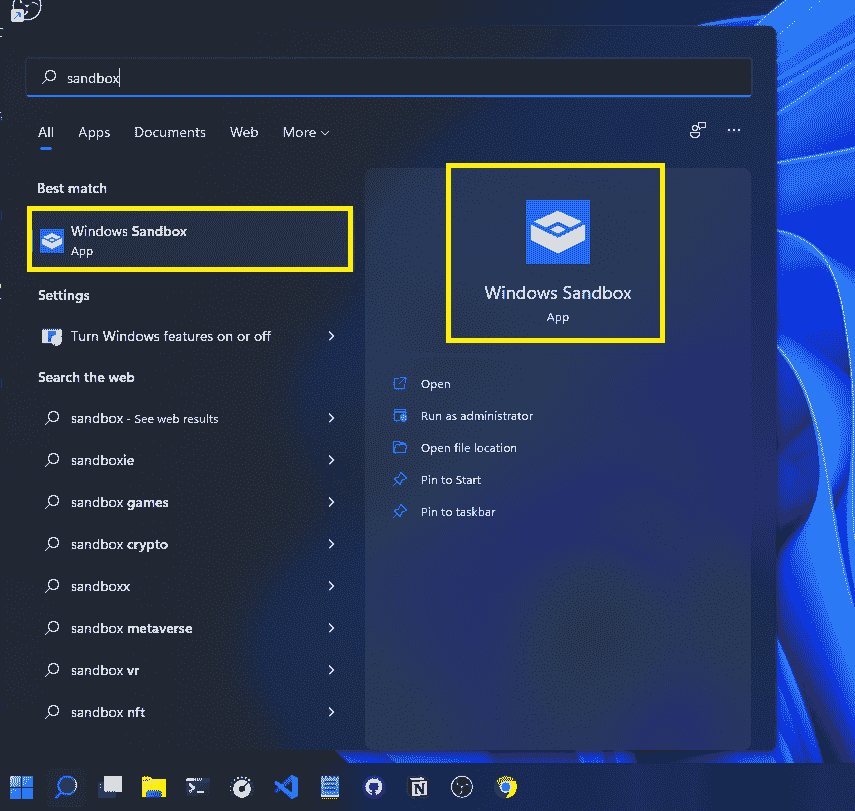 sandbox
All Apps Documents Web More
Best match
Windows Sandbox
App
Settings
Turn Windows features on or off
Search the web
sandbox - See web results
sandboxie
sandbox games
sandbox crypto
sandboxx
sandbox metaverse
sandbox vr
sandbox nft
Windows Sandbox
App
Open
Run as administrator
Open file location
Pin to Start
Pin to taskbar